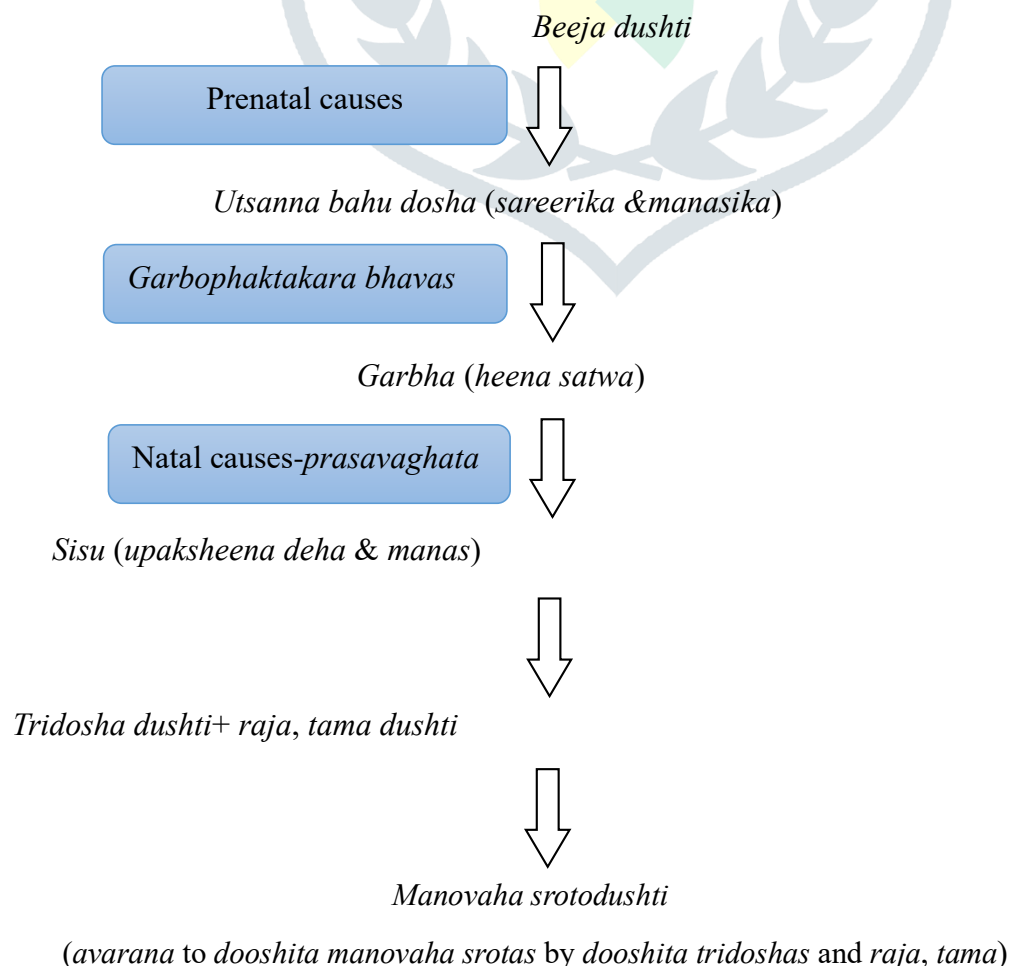 Beeja dushti
Prenatal causes
Utsanna bahu dosha (sareerika &manasika)
Garbophaktakara bhavas
Garbha (heena satwa)
Natal causes-prasavaghata
Sisu (upaksheena deha & manas)
Tridosha dushti+ raja, tama dushti
Manovaha srotodushti
(avarana to dooshita manovaha srotas by dooshita tridoshas and raja, tama)